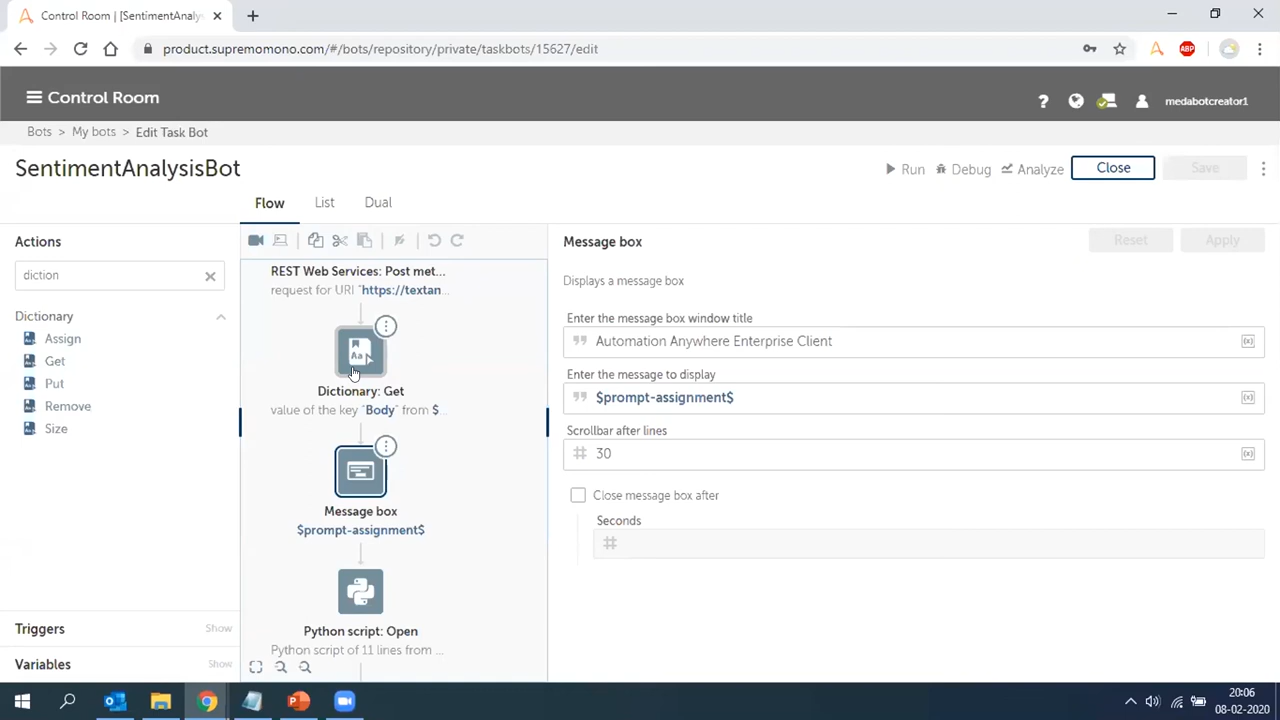 Control Room | [SentimentAnaly
product.supremomono.com/#/bots/repository/private/taskbots/15627/edit
ABP
Control Room
?
medabotcreator1
Bots > My bots > Edit Task Bot
SentimentAnalysisBot
Run
Debug
Analyze
Close
Save
Flow
List
Dual
Actions
diction
Dictionary
Assign
Get
Put
Remove
Size
Triggers
Show
Variables
Show
REST Web Services: Post met...
request for URI "https://textan...
Aa
Dictionary: Get
value of the key "Body" from $...
Message box
$prompt-assignment$
Python script: Open
Python script of 11 lines from ...
Message box
Reset
Apply
Displays a message box
Enter the message box window title
Automation Anywhere Enterprise Client
(x)
Enter the message to display
$prompt-assignment$
(x)
Scrollbar after lines
# 30
(x)
Close message box after
Seconds
#
20:06
08-02-2020